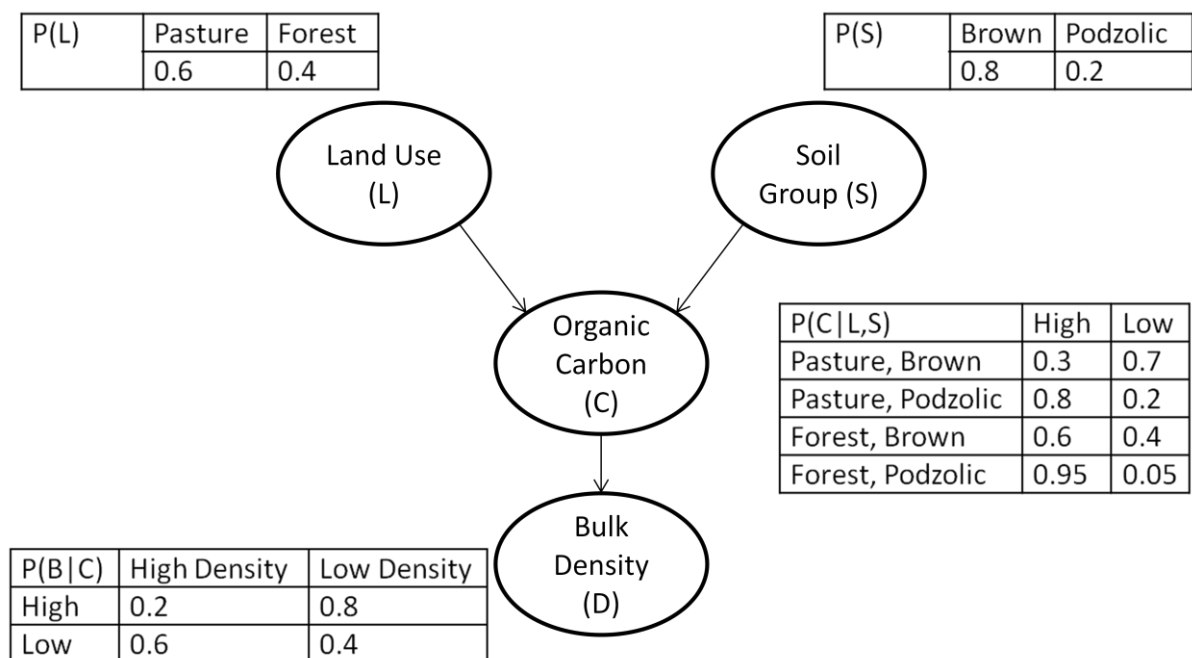 P(L) Pasture Forest
0.6 0.4
P(S) Brown Podzolic
0.8 0.2
Land Use
(L)
Soil
Group (S)
Organic
Carbon
(C)
P(C|L,S) High Low
Pasture, Brown 0.3 0.7
Pasture, Podzolic 0.8 0.2
Forest, Brown 0.6 0.4
Forest, Podzolic 0.95 0.05
Bulk
Density
(D)
P(B|C) High Density Low Density
High 0.2 0.8
Low 0.6 0.4